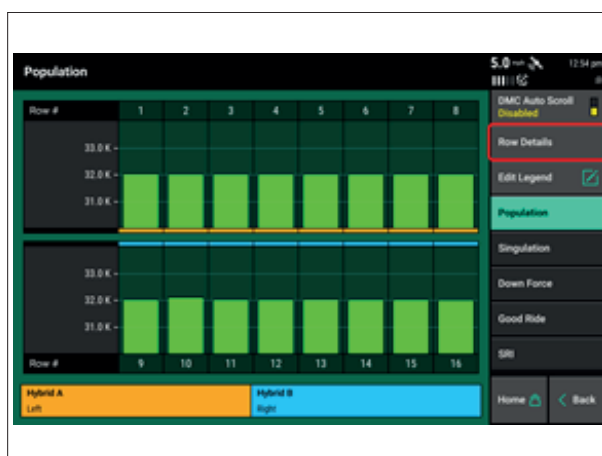 Population
5.0 mph
12:54 pm
Row # 1 2 3 4 5 6 7 8
33.0 K
32.0 K
31.0 K
33.0 K
32.0 K
31.0 K
Row # 9 10 11 12 13 14 15 16
Hybrid A
Left
Hybrid B
Right
DMC Auto Scroll
Disabled
Row Details
Edit Legend
Population
Singulation
Down Force
Good Ride
SRI
Home
Back